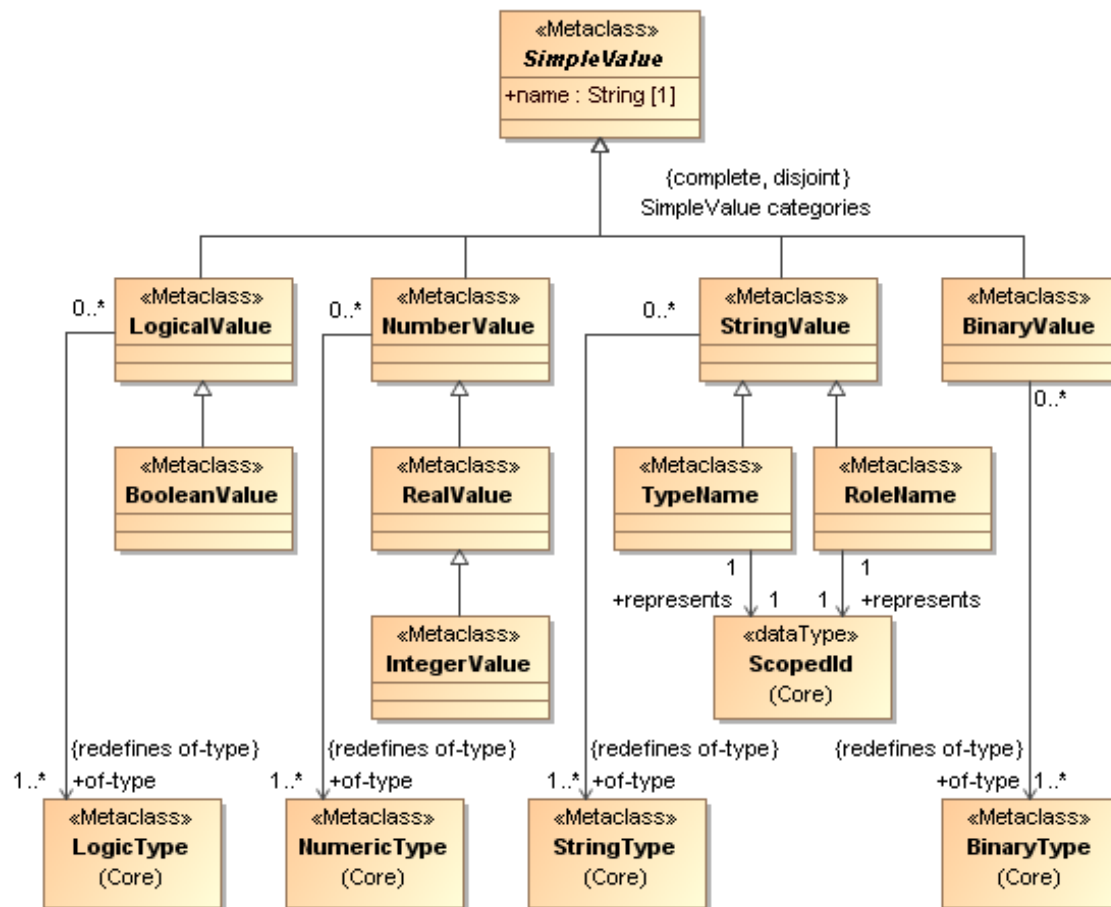 «Metaclass»
SimpleValue
+name : String [1]
{complete, disjoint}
SimpleValue categories
«Metaclass»
LogicalValue
0..*
«Metaclass»
NumberValue
0..*
«Metaclass»
StringValue
0..*
«Metaclass»
BinaryValue
0..*
«Metaclass»
BooleanValue
«Metaclass»
RealValue
«Metaclass»
TypeName
«Metaclass»
RoleName
1
+represents
1
1
1
+represents
«Metaclass»
IntegerValue
«dataType»
ScopedId
(Core)
{redefines of-type}
1..*
+of-type
{redefines of-type}
1..*
+of-type
{redefines of-type}
1..*
+of-type
{redefines of-type}
+of-type
1..*
«Metaclass»
LogicType
(Core)
«Metaclass»
NumericType
(Core)
«Metaclass»
StringType
(Core)
«Metaclass»
BinaryType
(Core)